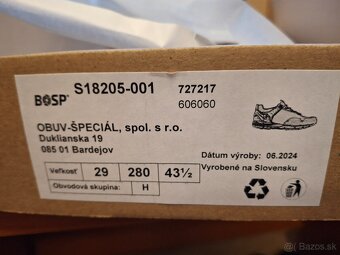 S18205-001
727217
BOSP®
606060
OBUV-ŠPECIÁL, spol. s r.o.
Duklianska 19
085 01 Bardejov
Dátum výroby: 06.2024
Vyrobené na Slovensku
Veľkosť 29 280 43½
Obvodová skupina: H
Bazos.sk